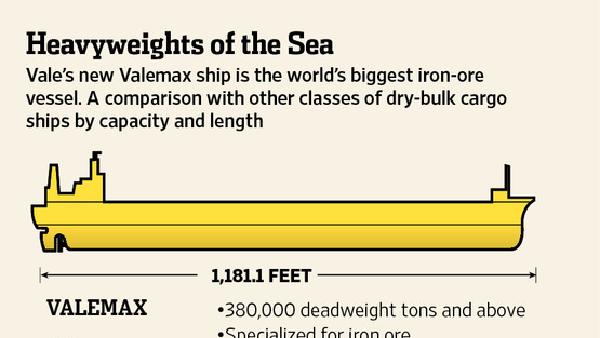 Heavyweights of the Sea
Vale's new Valemax ship is the world's biggest iron-ore
vessel. A comparison with other classes of dry-bulk cargo
ships by capacity and length
1,181.1 FEET
VALEMAX
•380,000 deadweight tons and above
•Specialized for iron ore